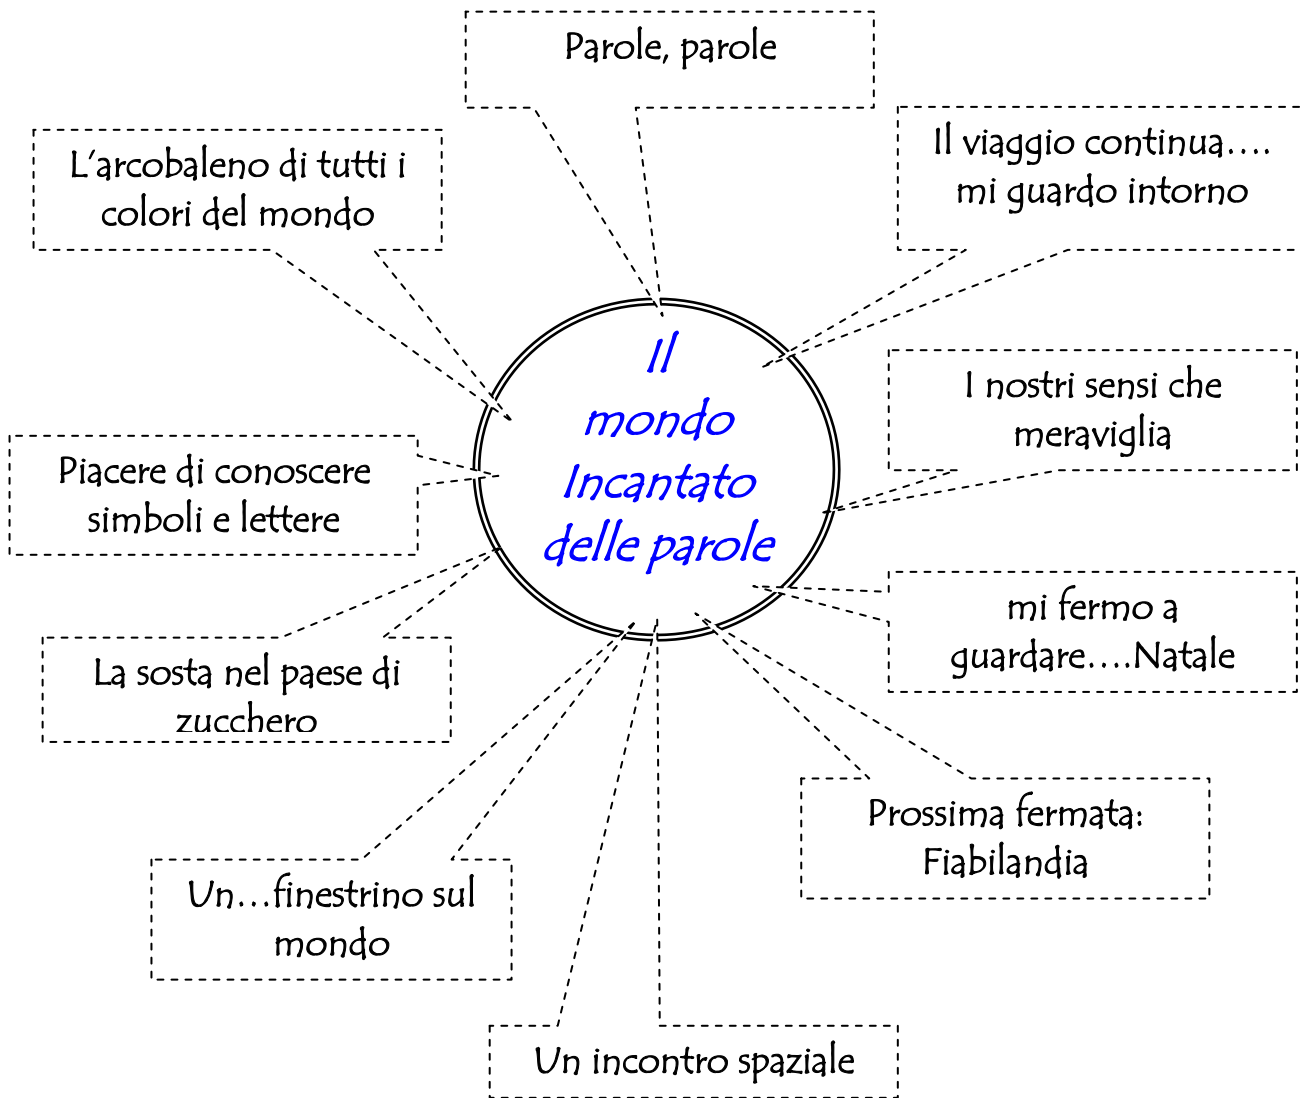 Parole, parole
Il viaggio continua....
mi guardo intorno
L'arcobaleno di tutti i
colori del mondo
Il
mondo
Incantato
delle parole
I nostri sensi che
meraviglia
Piacere di conoscere
simboli e lettere
mi fermo a
guardare....Natale
La sosta nel paese di
zucchero
Prossima fermata:
Fiabilandia
Un...finestrino sul
mondo
Un incontro spaziale